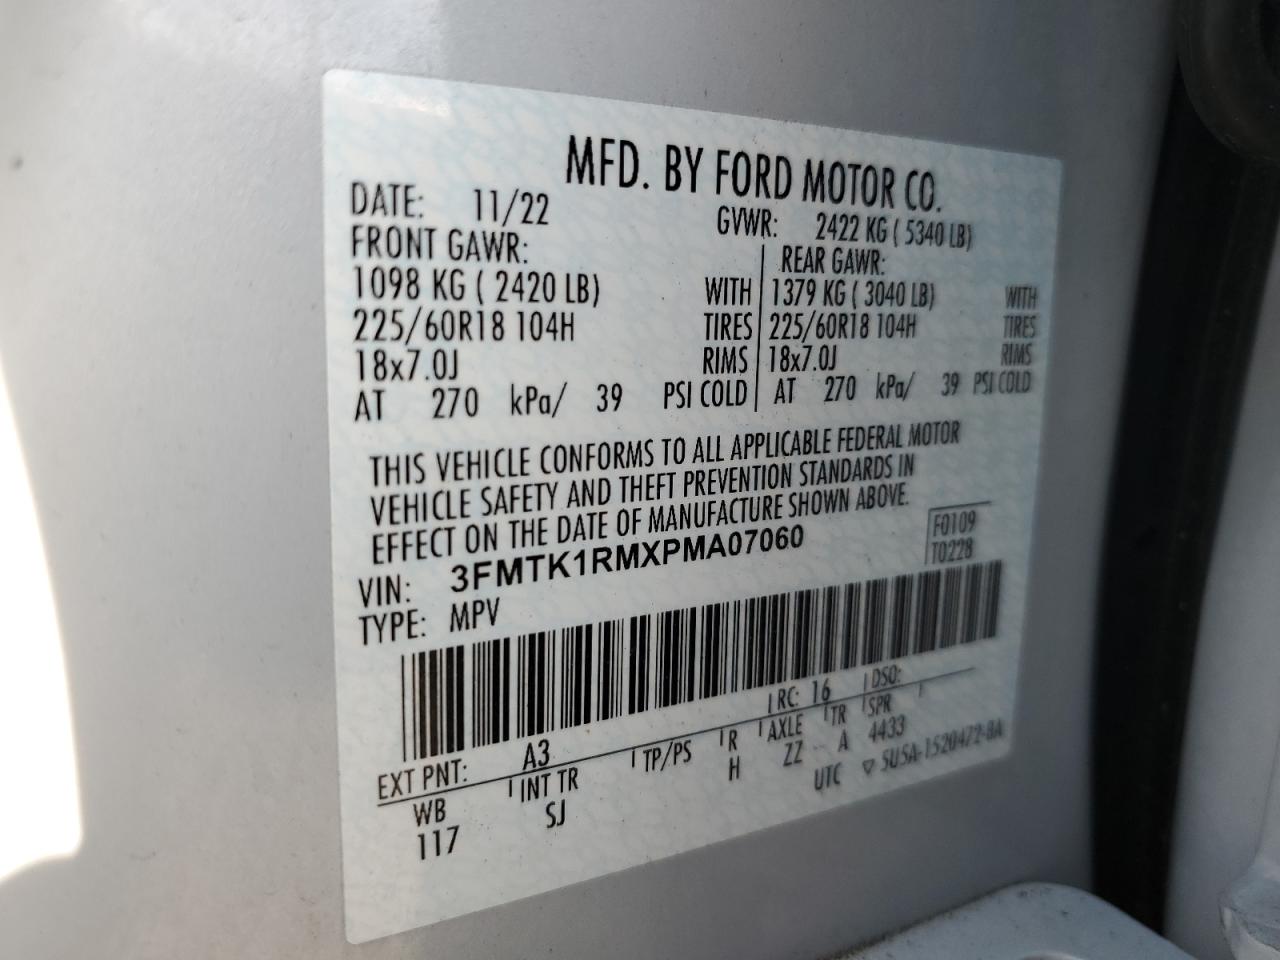 MFD. BY FORD MOTOR CO.
DATE: 11/22 GVWR: 2422 KG ( 5340 LB)
FRONT GAWR: REAR GAWR:
1098 KG ( 2420 LB) WITH 1379 KG ( 3040 LB) WITH
225/60R18 104H TIRES 225/60R18 104H TIRES
18x7.0J RIMS 18x7.0J RIMS
AT 270 kPa/ 39 PSI COLD AT 270 kPa/ 39 PSI COLD
THIS VEHICLE CONFORMS TO ALL APPLICABLE FEDERAL MOTOR
VEHICLE SAFETY AND THEFT PREVENTION STANDARDS IN
EFFECT ON THE DATE OF MANUFACTURE SHOWN ABOVE.
F0109
T0228
VIN: 3FMTK1RMXPMA07060
TYPE: MPV
EXT PNT: A3 RC: 16 DSO:
WB INT TR TP/PS R AXLE TR SPR
117 SJ H ZZ A 4433
UTC ▽ 5U5A-1520472-BA